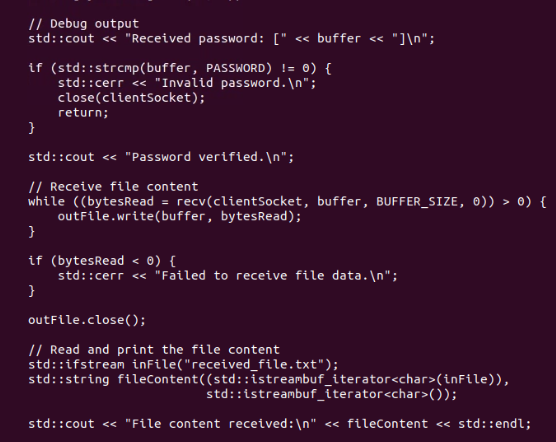 // Debug output
std::cout << "Received password: [" << buffer << "]\n";
if (std::strcmp(buffer, PASSWORD) != 0) {
std::cerr << "Invalid password.\n";
close(clientSocket);
return;
}
std::cout << "Password verified.\n";
// Receive file content
while ((bytesRead = recv(clientSocket, buffer, BUFFER_SIZE, 0)) > 0) {
outFile.write(buffer, bytesRead);
}
if (bytesRead < 0) {
std::cerr << "Failed to receive file data.\n";
}
outFile.close();
// Read and print the file content
std::ifstream inFile("received_file.txt");
std::string fileContent((std::istreambuf_iterator<char>(inFile)),
std::istreambuf_iterator<char>());
std::cout << "File content received:\n" << fileContent << std::endl;